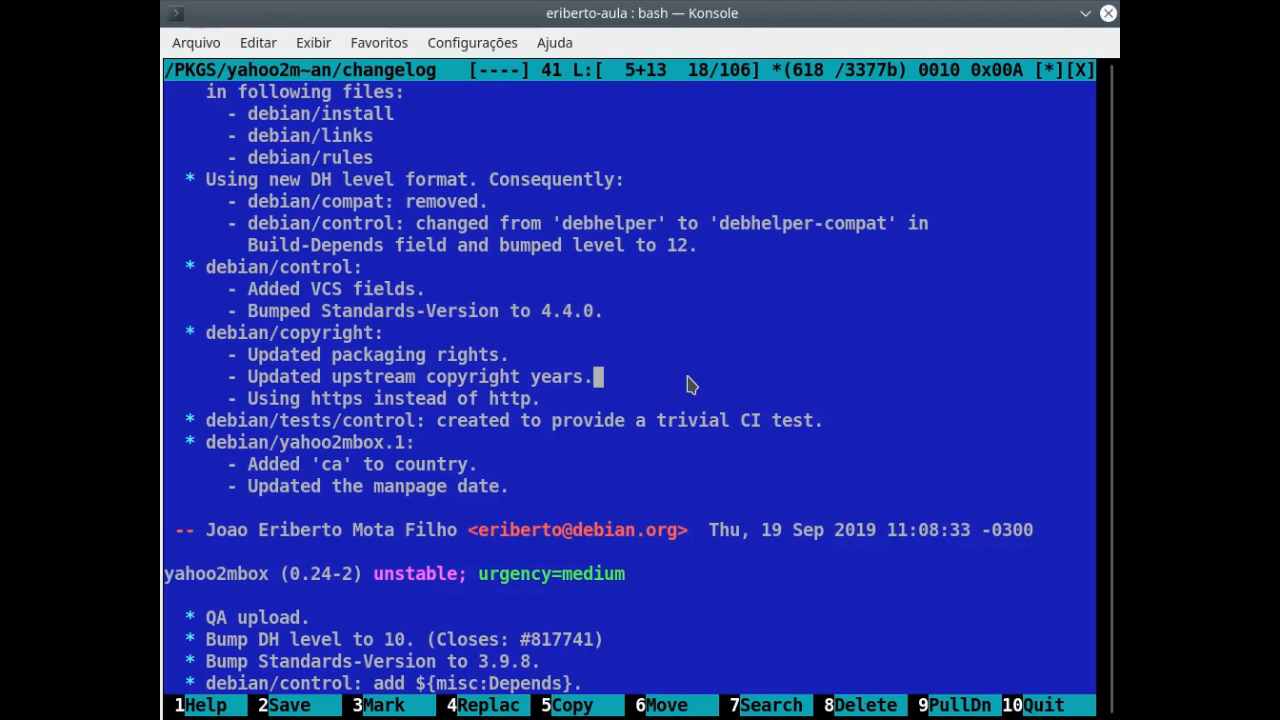 eriberto-aula : bash — Konsole
Arquivo Editar Exibir Favoritos Configurações Ajuda
/PKGS/yahoo2m~an/changelog [----] 41 L:[ 5+13 18/106] *(618 /3377b) 0010 0x00A [*][X]
in following files:
- debian/install
- debian/links
- debian/rules
* Using new DH level format. Consequently:
- debian/compat: removed.
- debian/control: changed from 'debhelper' to 'debhelper-compat' in
Build-Depends field and bumped level to 12.
* debian/control:
- Added VCS fields.
- Bumped Standards-Version to 4.4.0.
* debian/copyright:
- Updated packaging rights.
- Updated upstream copyright years.
- Using https instead of http.
* debian/tests/control: created to provide a trivial CI test.
* debian/yahoo2mbox.1:
- Added 'ca' to country.
- Updated the manpage date.
-- Joao Eriberto Mota Filho <eriberto@debian.org>  Thu, 19 Sep 2019 11:08:33 -0300
yahoo2mbox (0.24-2) unstable; urgency=medium
* QA upload.
* Bump DH level to 10. (Closes: #817741)
* Bump Standards-Version to 3.9.8.
* debian/control: add ${misc:Depends}.
1Help 2Save 3Mark 4Replac 5Copy 6Move 7Search 8Delete 9PullDn 10Quit